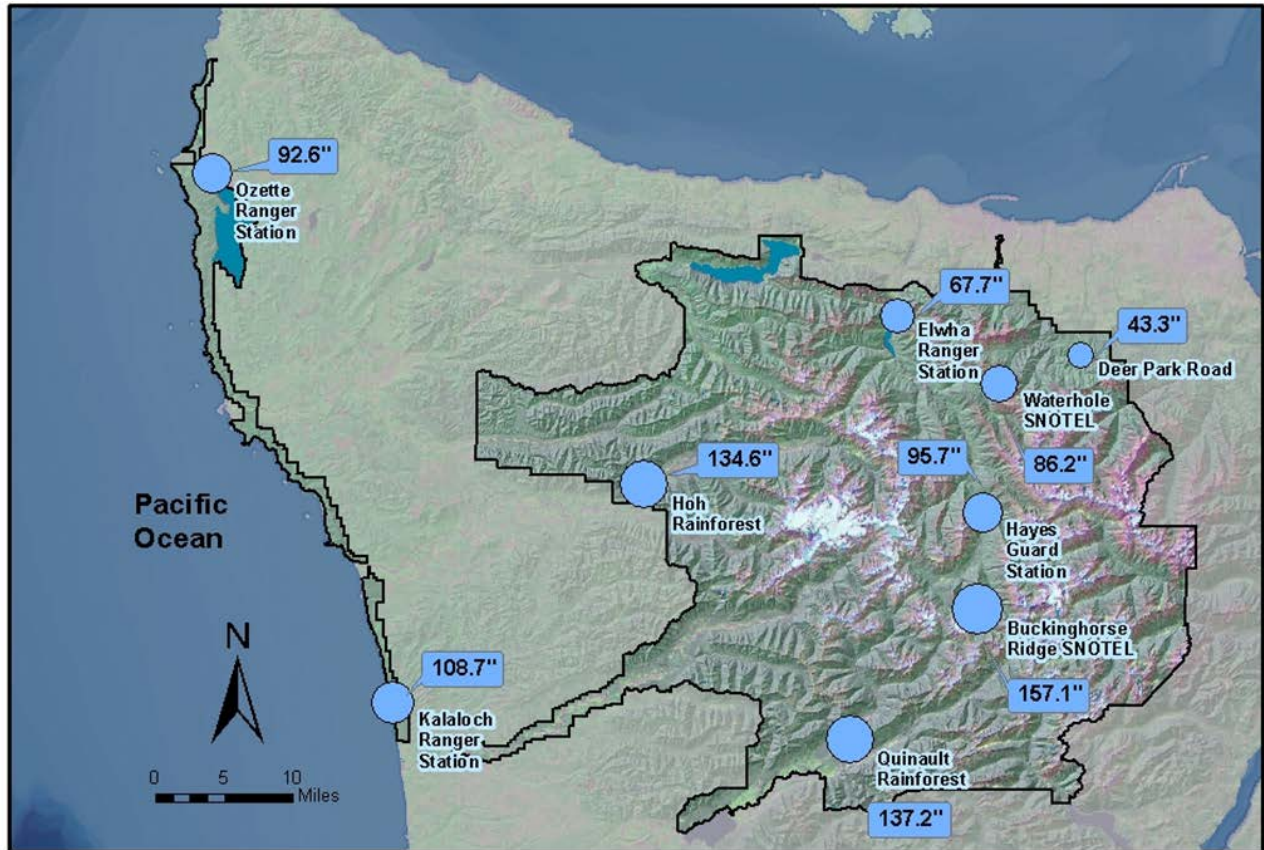 92.6"
Ozette
Ranger
Station
67.7"
Elwha
Ranger
Station
43.3"
Deer Park Road
Waterhole
SNOTEL
86.2"
95.7"
Hayes
Guard
Station
134.6"
Hoh
Rainforest
Pacific
Ocean
Buckinghorse
Ridge SNOTEL
157.1"
N
108.7"
Kalaloch
Ranger
Station
Quinault
Rainforest
137.2"
0 5 10
Miles